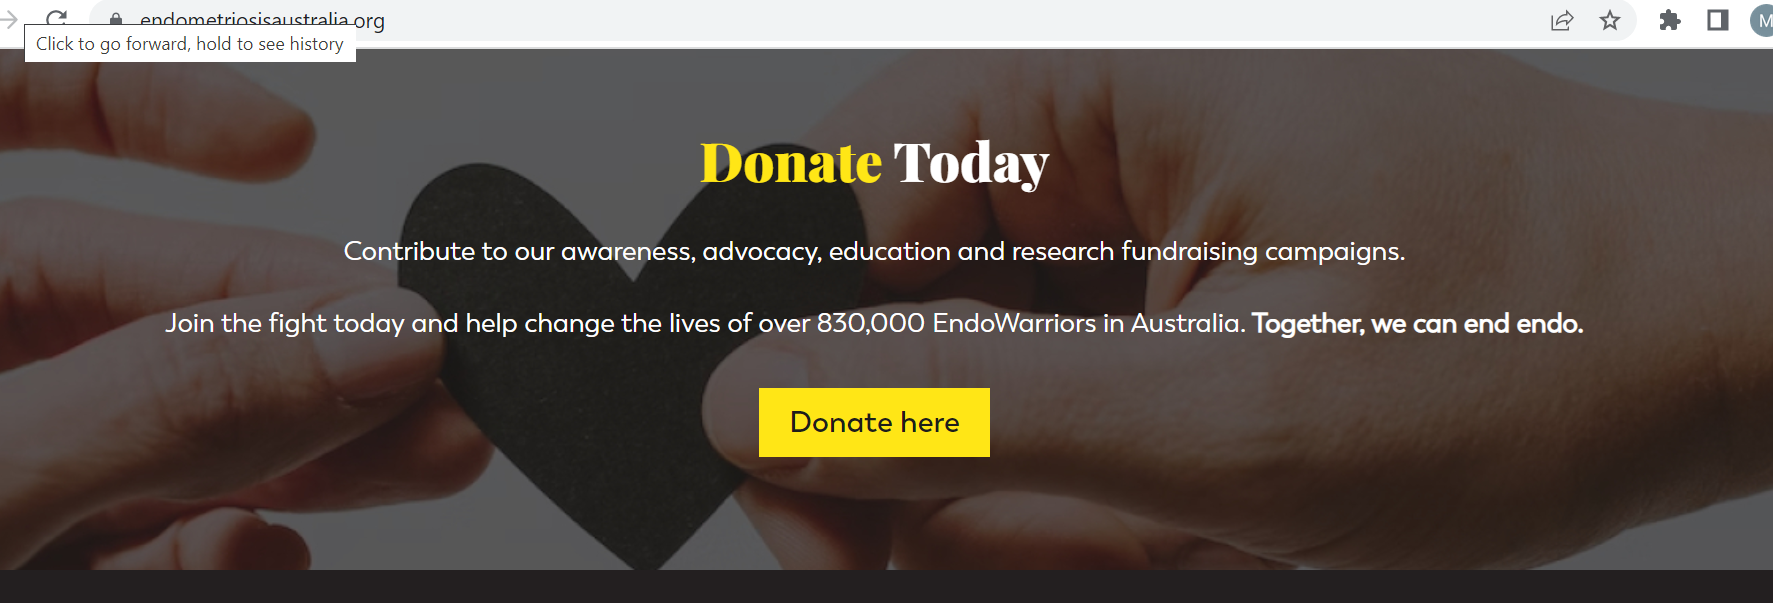 endometriosisaustralia.org
M
Click to go forward, hold to see history
Donate Today
Contribute to our awareness, advocacy, education and research fundraising campaigns.
Join the fight today and help change the lives of over 830,000 EndoWarriors in Australia. Together, we can end endo.
Donate here